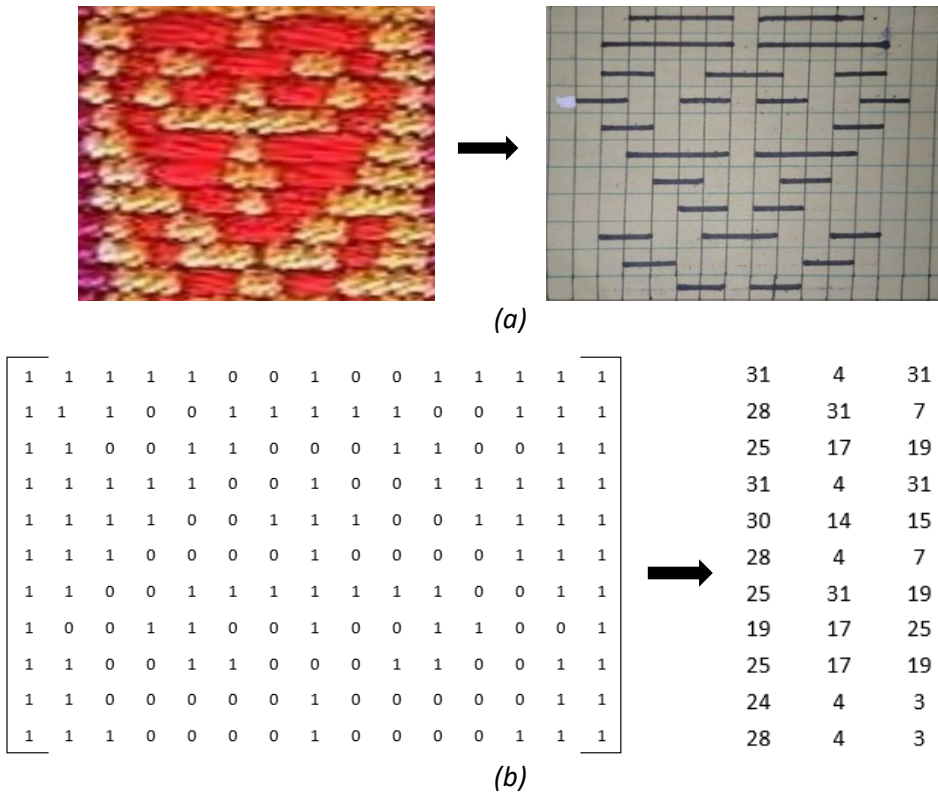 (a)
1 1 1 1 1 0 0 1 0 0 1 1 1 1 1 31 4 31
1 1 1 0 0 1 1 1 1 1 0 0 1 1 1 28 31 7
1 1 0 0 1 1 0 0 0 1 1 0 0 1 1 25 17 19
1 1 1 1 1 0 0 1 0 0 1 1 1 1 1 31 4 31
1 1 1 1 0 0 1 1 1 0 0 1 1 1 1 30 14 15
1 1 1 0 0 0 0 1 0 0 0 0 1 1 1 28 4 7
1 1 0 0 1 1 1 1 1 1 1 0 0 1 1 25 31 19
1 0 0 1 1 0 0 1 0 0 1 1 0 0 1 19 17 25
1 1 0 0 1 1 0 0 0 1 1 0 0 1 1 25 17 19
1 1 0 0 0 0 0 1 0 0 0 0 0 1 1 24 4 3
1 1 1 0 0 0 0 1 0 0 0 0 1 1 1 28 4 3
(b)